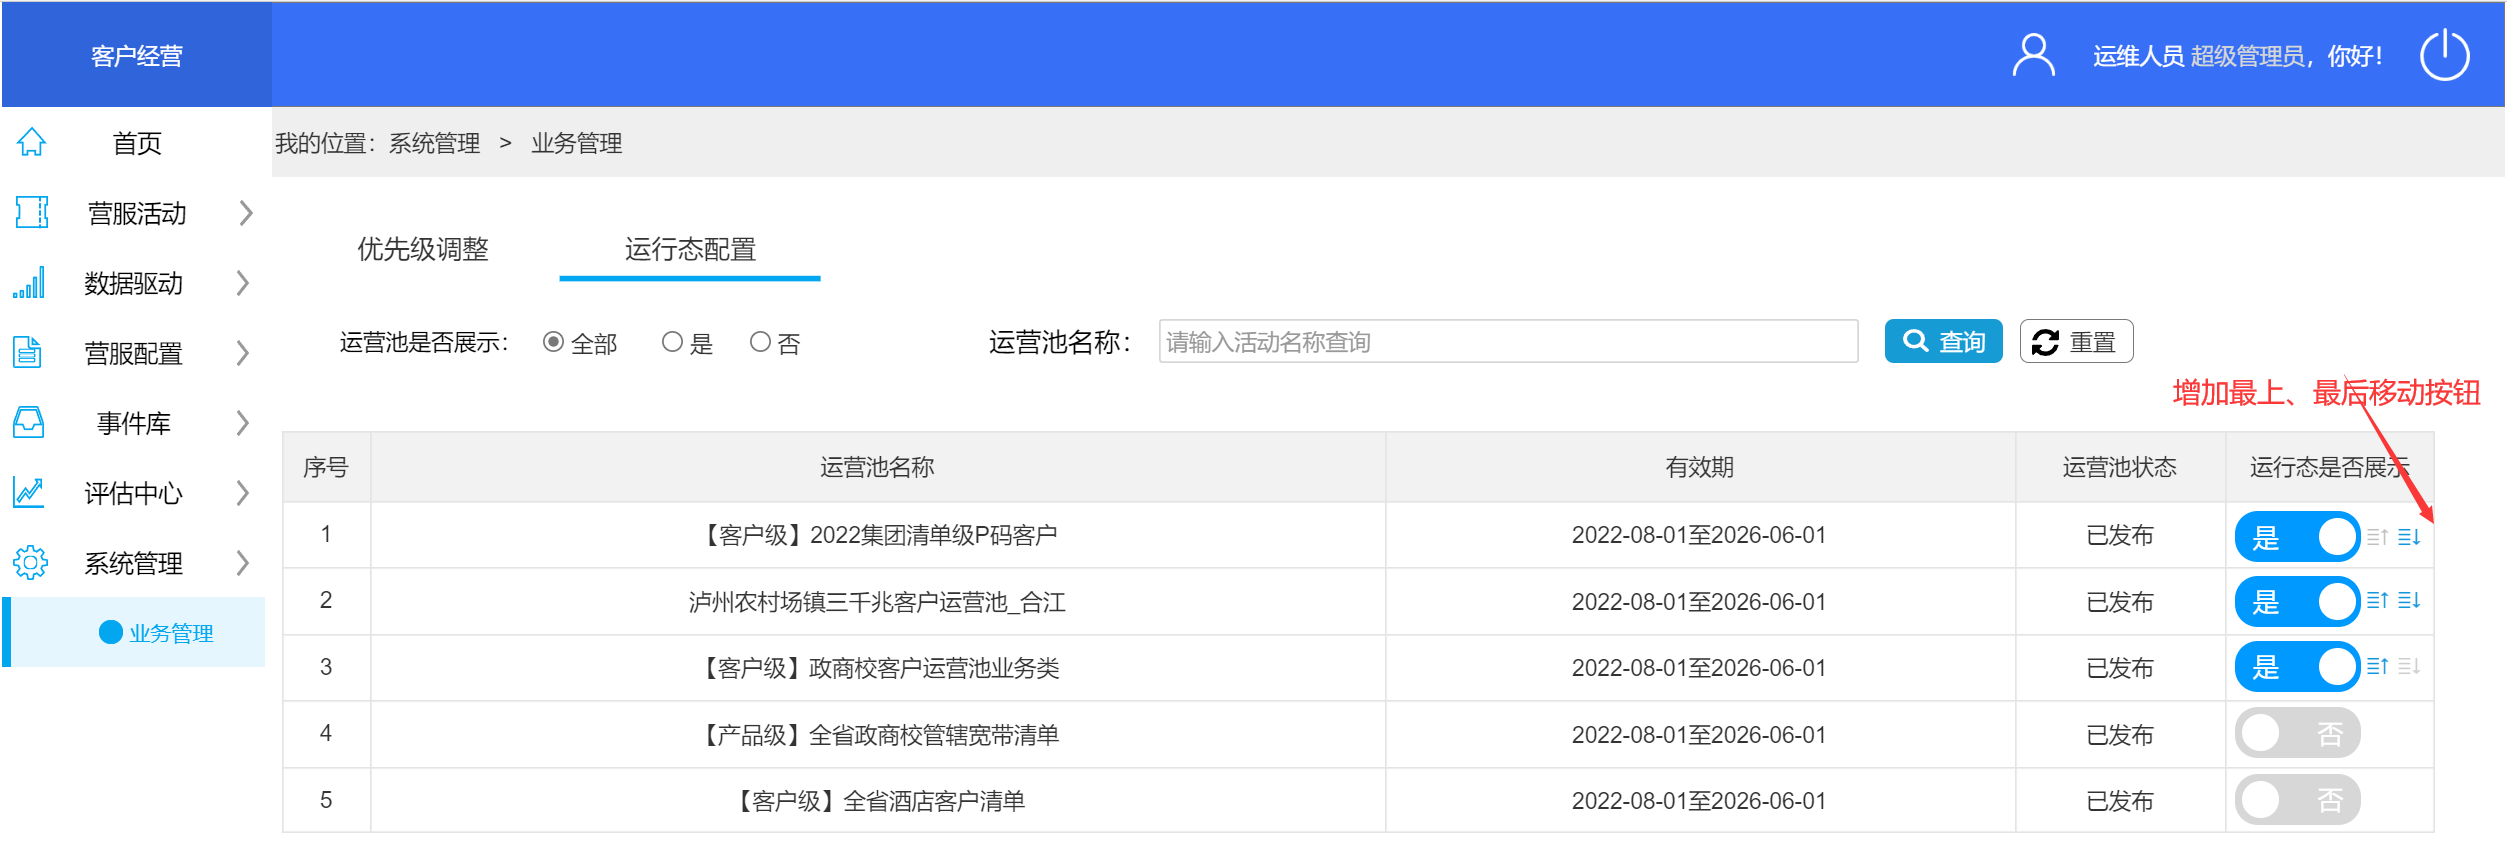 客户经营
运维人员 超级管理员，你好！
首页
我的位置：系统管理 > 业务管理
营服活动
数据驱动
营服配置
事件库
评估中心
系统管理
业务管理
优先级调整 运行态配置
运营池是否展示： 全部 是 否 运营池名称： 请输入活动名称查询 查询 重置
增加最上、最后移动按钮
序号 运营池名称 有效期 运营池状态 运行态是否展示
1 【客户级】2022集团清单级P码客户 2022-08-01至2026-06-01 已发布 是
2 泸州农村场镇三千兆客户运营池_合江 2022-08-01至2026-06-01 已发布 是
3 【客户级】政商校客户运营池业务类 2022-08-01至2026-06-01 已发布 是
4 【产品级】全省政商校管辖宽带清单 2022-08-01至2026-06-01 已发布 否
5 【客户级】全省酒店客户清单 2022-08-01至2026-06-01 已发布 否